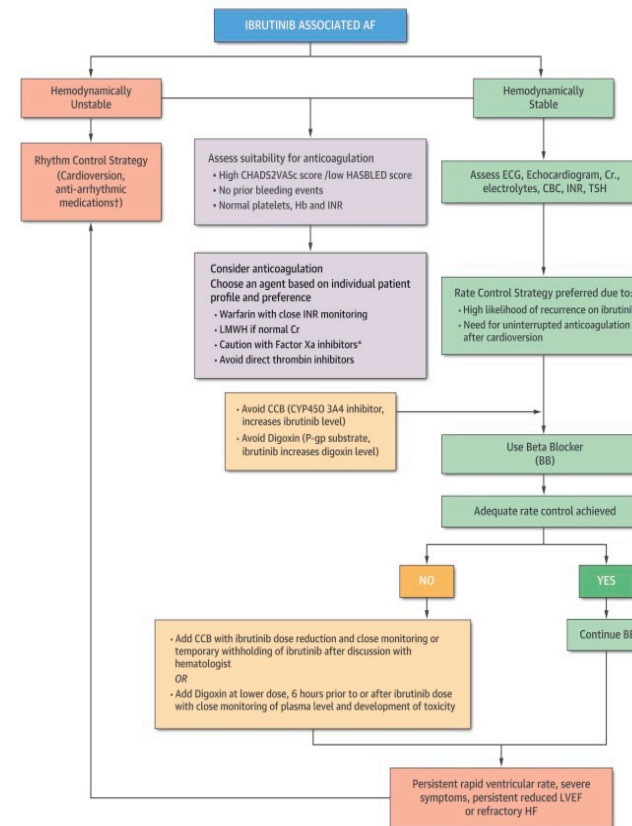 IBRUTINIB ASSOCIATED AF
Hemodynamically
Unstable
Hemodynamically
Stable
Rhythm Control Strategy
(Cardioversion,
anti-arrhythmic
medications†)
Assess suitability for anticoagulation
• High CHADS2VASc score /low HASBLED score
• No prior bleeding events
• Normal platelets, Hb and INR
Assess ECG, Echocardiogram, Cr.,
electrolytes, CBC, INR, TSH
Consider anticoagulation
Choose an agent based on individual patient
profile and preference
• Warfarin with close INR monitoring
• LMWH if normal Cr
• Caution with Factor Xa inhibitors*
• Avoid direct thrombin inhibitors
Rate Control Strategy preferred due to:
• High likelihood of recurrence on ibrutini
• Need for uninterrupted anticoagulation
after cardioversion
• Avoid CCB (CYP450 3A4 inhibitor,
increases ibrutinib level)
• Avoid Digoxin (P-gp substrate,
ibrutinib increases digoxin level)
Use Beta Blocker
(BB)
Adequate rate control achieved
NO
YES
• Add CCB with ibrutinib dose reduction and close monitoring or
temporary withholding of ibrutinib after discussion with
hematologist
OR
• Add Digoxin at lower dose, 6 hours prior to or after ibrutinib dose
with close monitoring of plasma level and development of toxicity
Continue BB
Persistent rapid ventricular rate, severe
symptoms, persistent reduced LVEF
or refractory HF